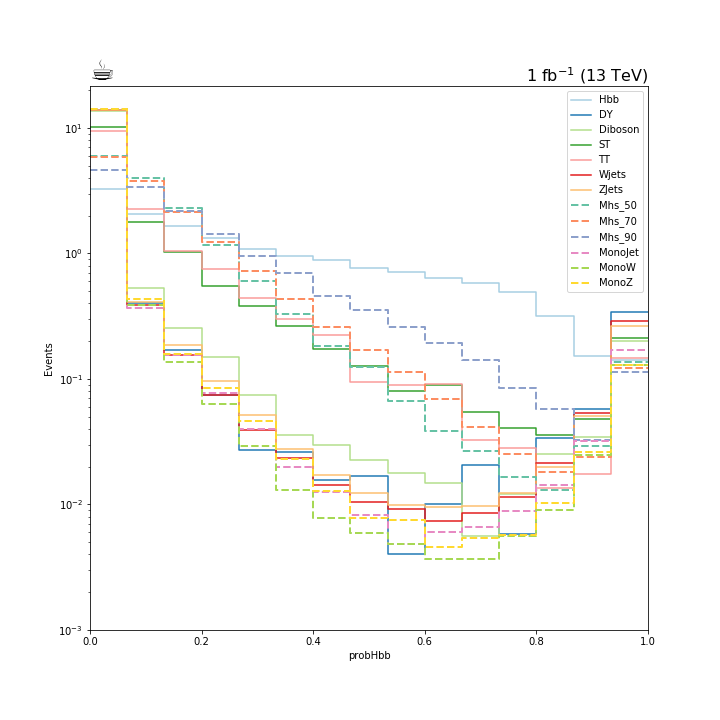 ☕
1 fb⁻¹ (13 TeV)
Hbb
DY
Diboson
ST
TT
Wjets
ZJets
Mhs_50
Mhs_70
Mhs_90
MonoJet
MonoW
MonoZ
10¹
10⁰
10⁻¹
10⁻²
10⁻³
Events
0.0 0.2 0.4 0.6 0.8 1.0
probHbb